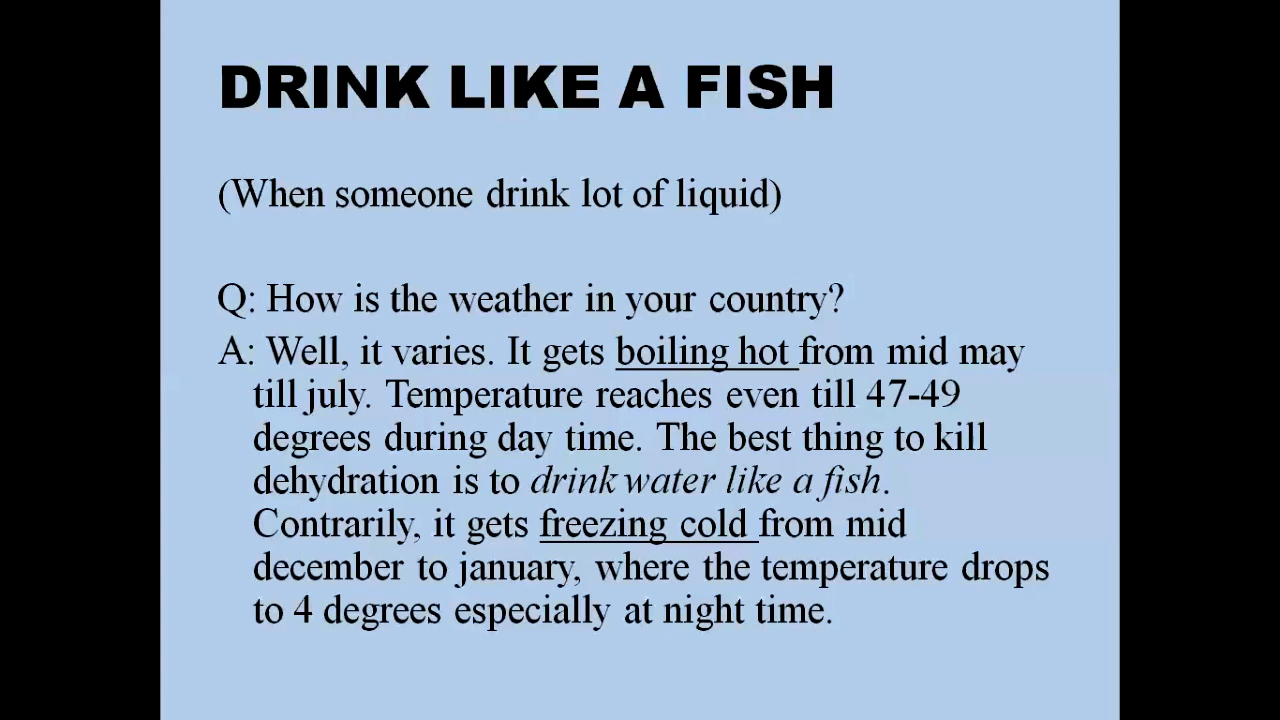 DRINK LIKE A FISH
(When someone drink lot of liquid)
Q: How is the weather in your country?
A: Well, it varies. It gets boiling hot from mid may
till july. Temperature reaches even till 47-49
degrees during day time. The best thing to kill
dehydration is to drink water like a fish.
Contrarily, it gets freezing cold from mid
december to january, where the temperature drops
to 4 degrees especially at night time.